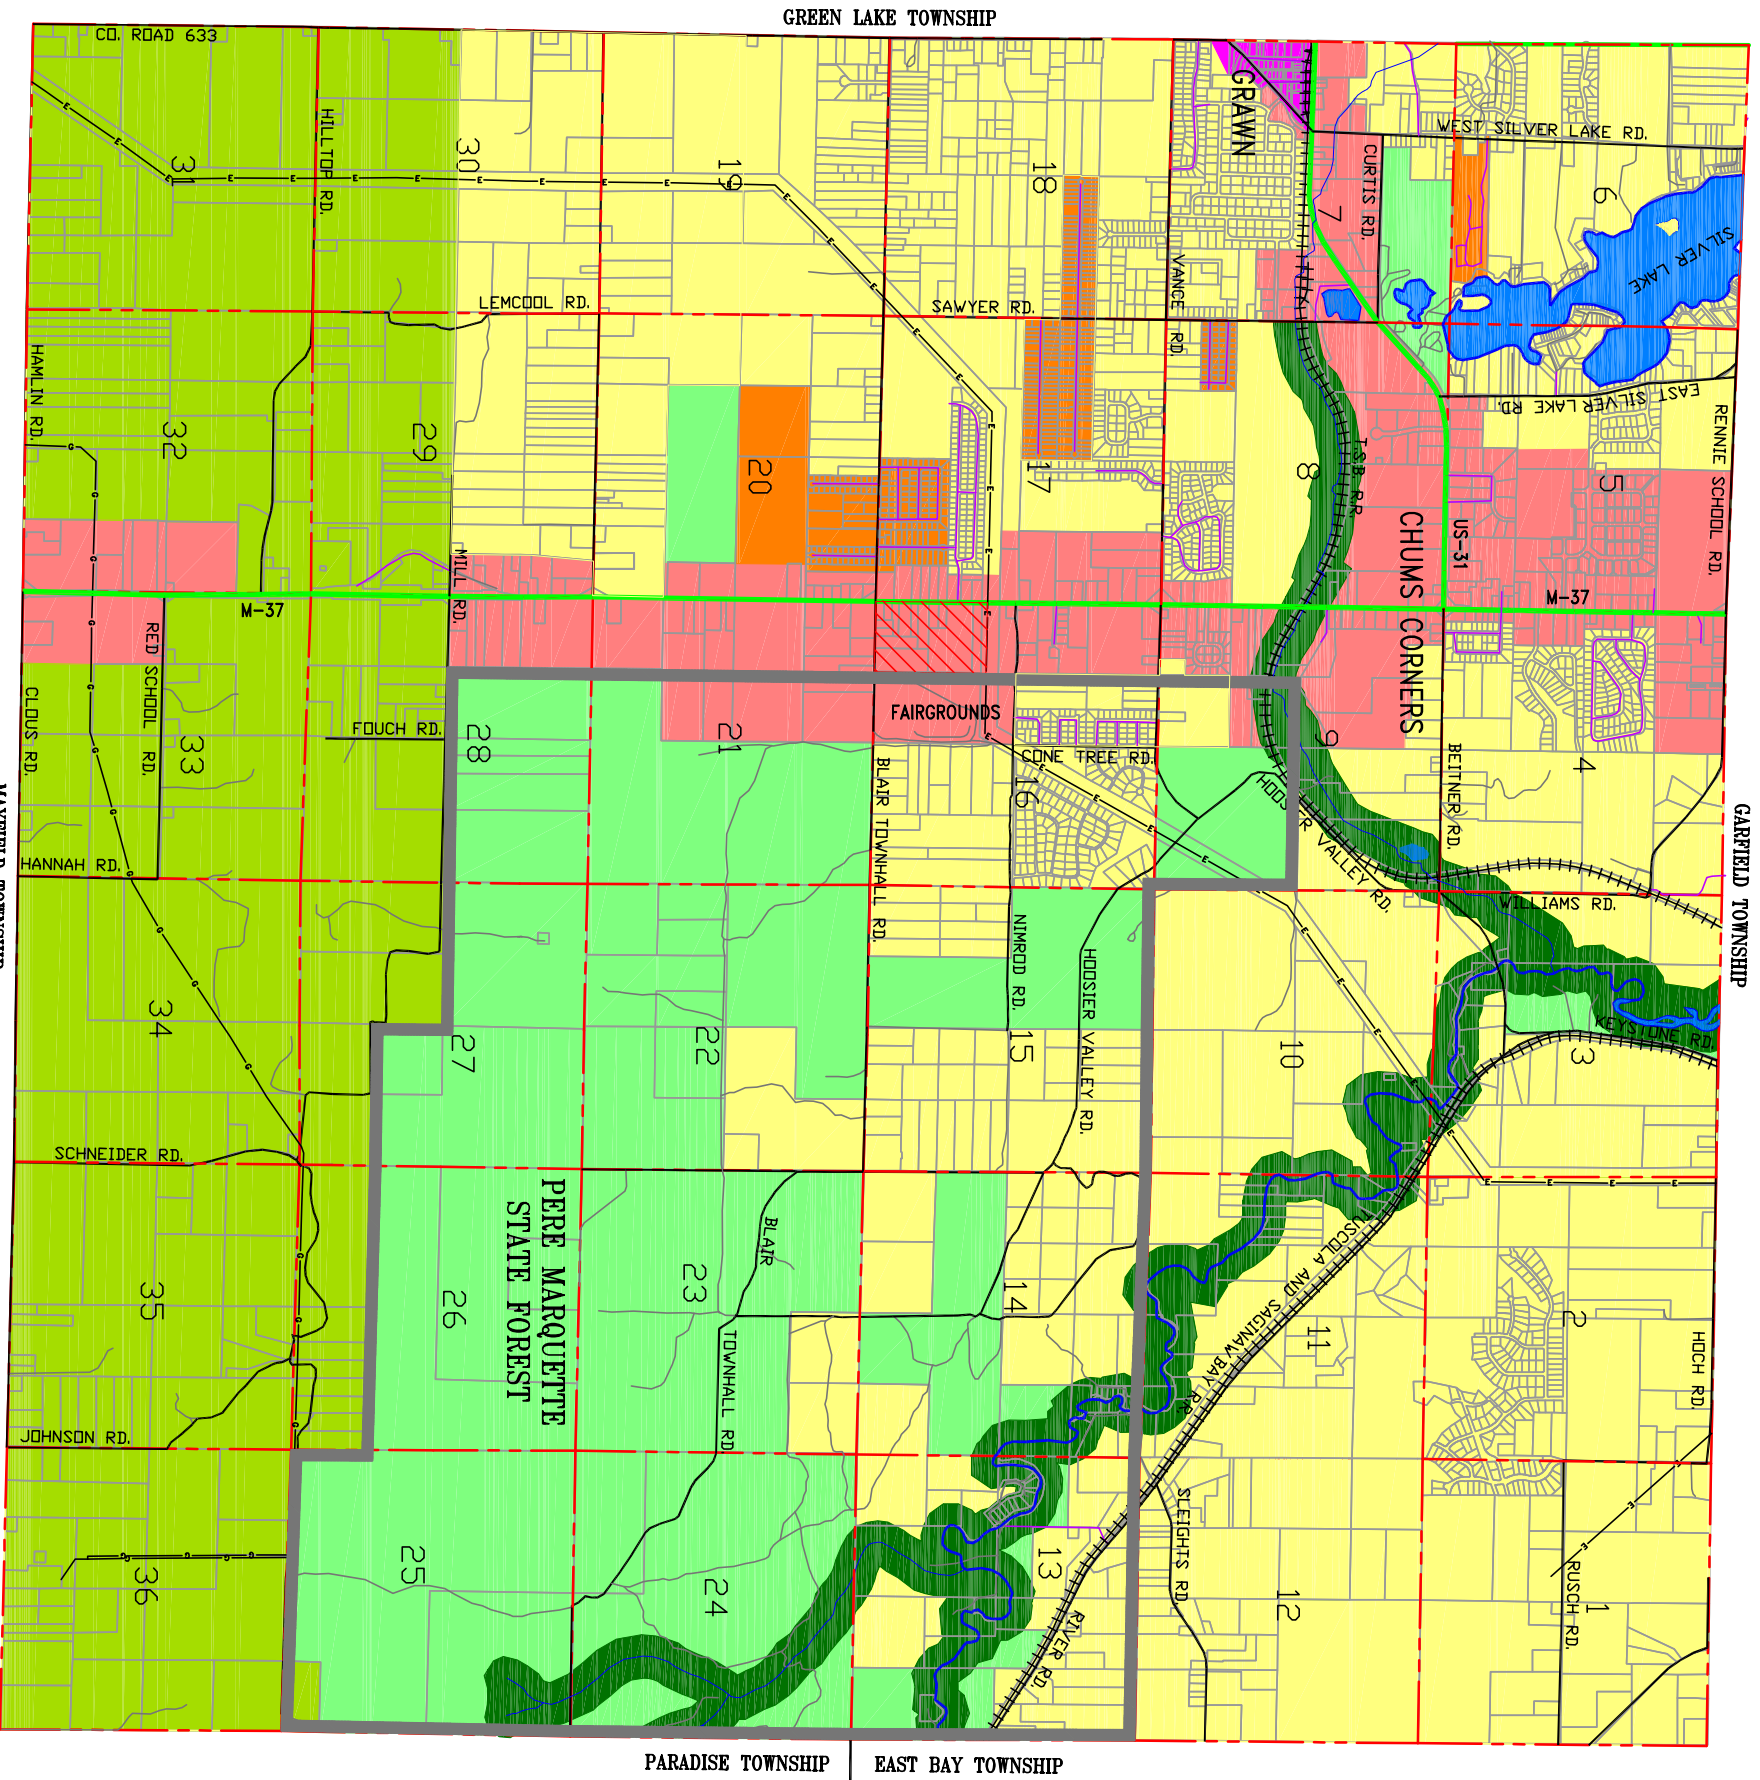 GREEN LAKE TOWNSHIP
CO. ROAD 633
GRAWN
WEST SILVER LAKE RD.
HILLTOP RD.
31
30
19
18
CURTIS RD.
7
6
SILVER LAKE
VANCE RD.
LEMCOOL RD.
SAWYER RD.
HAMLIN RD.
EAST SILVER LAKE RD.
RENNIE SCHOOL RD.
32
29
20
17
8
T.S.B. R.R
5
CHUMS CORNERS
US-31
MILL RD.
M-37
M-37
RED SCHOOL RD.
CLOUS RD.
33
FOUCH RD.
28
21
FAIRGROUNDS
CONE TREE RD.
16
9
4
BEITNER RD.
HOOSIER VALLEY RD.
BLAIR TOWNHALL RD.
GARFIELD TOWNSHIP
HANNAH RD.
WILLIAMS RD.
NIMROD RD.
HOOSIER VALLEY RD.
34
27
22
15
10
KEYSTONE RD.
3
SCHNEIDER RD.
PERE MARQUETTE
STATE FOREST
BLAIR TOWNHALL RD.
TUSCOLA AND SAGINAW BAY R.R.
35
26
23
14
11
2
HOCH RD.
JOHNSON RD.
SLEIGHTS RD.
36
25
24
13
12
1
RUSCH RD.
RIVER RD.
PARADISE TOWNSHIP
EAST BAY TOWNSHIP